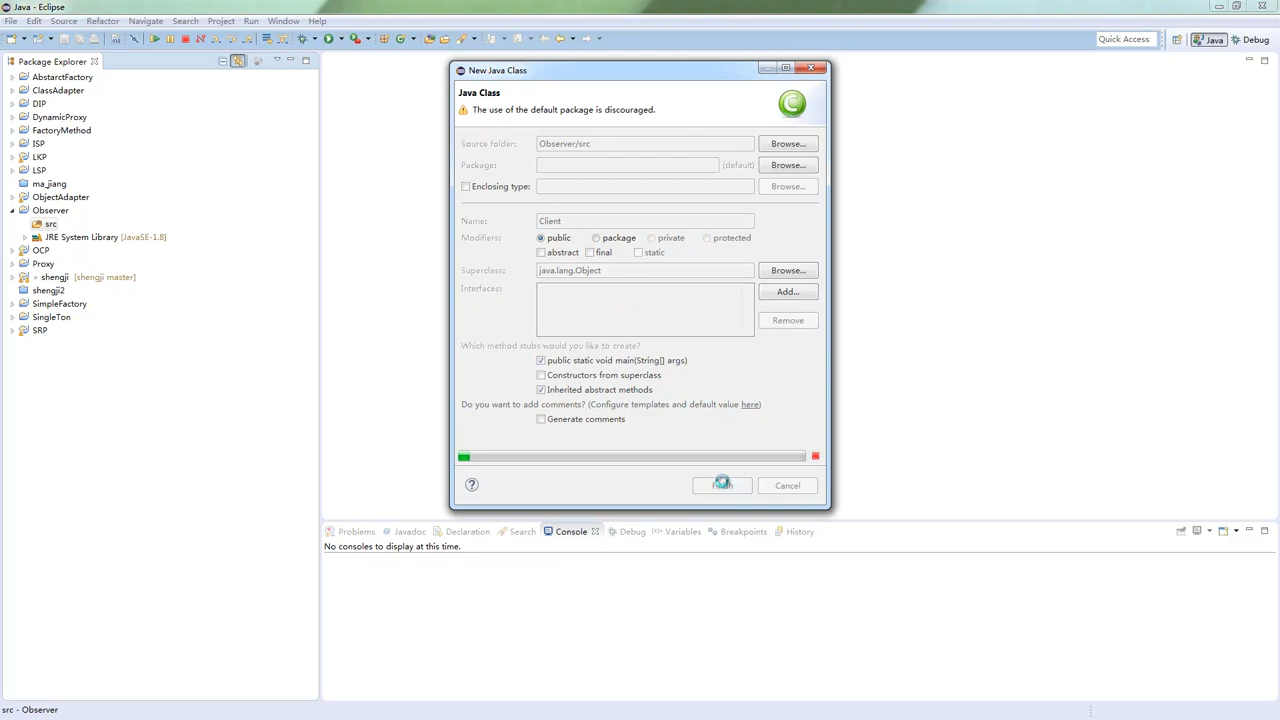 Java - Eclipse
File Edit Source Refactor Navigate Search Project Run Window Help
Quick Access
Java
Debug
Package Explorer
AbstarctFactory
ClassAdapter
DIP
DynamicProxy
FactoryMethod
ISP
LKP
LSP
ma_jiang
ObjectAdapter
Observer
src
JRE System Library [JavaSE-1.8]
OCP
Proxy
> shengji [shengji master]
shengji2
SimpleFactory
SingleTon
SRP
New Java Class
Java Class
The use of the default package is discouraged.
Source folder: Observer/src Browse...
Package: (default) Browse...
Enclosing type: Browse...
Name: Client
Modifiers: public package private protected
abstract final static
Superclass: java.lang.Object Browse...
Interfaces: Add...
Remove
Which method stubs would you like to create?
public static void main(String[] args)
Constructors from superclass
Inherited abstract methods
Do you want to add comments? (Configure templates and default value here)
Generate comments
Cancel
Problems Javadoc Declaration Search Console Debug Variables Breakpoints History
No consoles to display at this time.
src - Observer